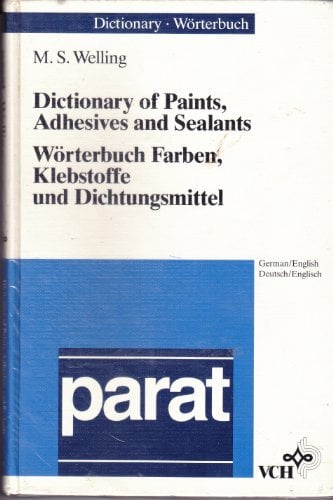 Dictionary · Wörterbuch
M. S. Welling
Dictionary of Paints,
Adhesives and Sealants
Wörterbuch Farben,
Klebstoffe
und Dichtungsmittel
German/English
Deutsch/Englisch
parat
VCH